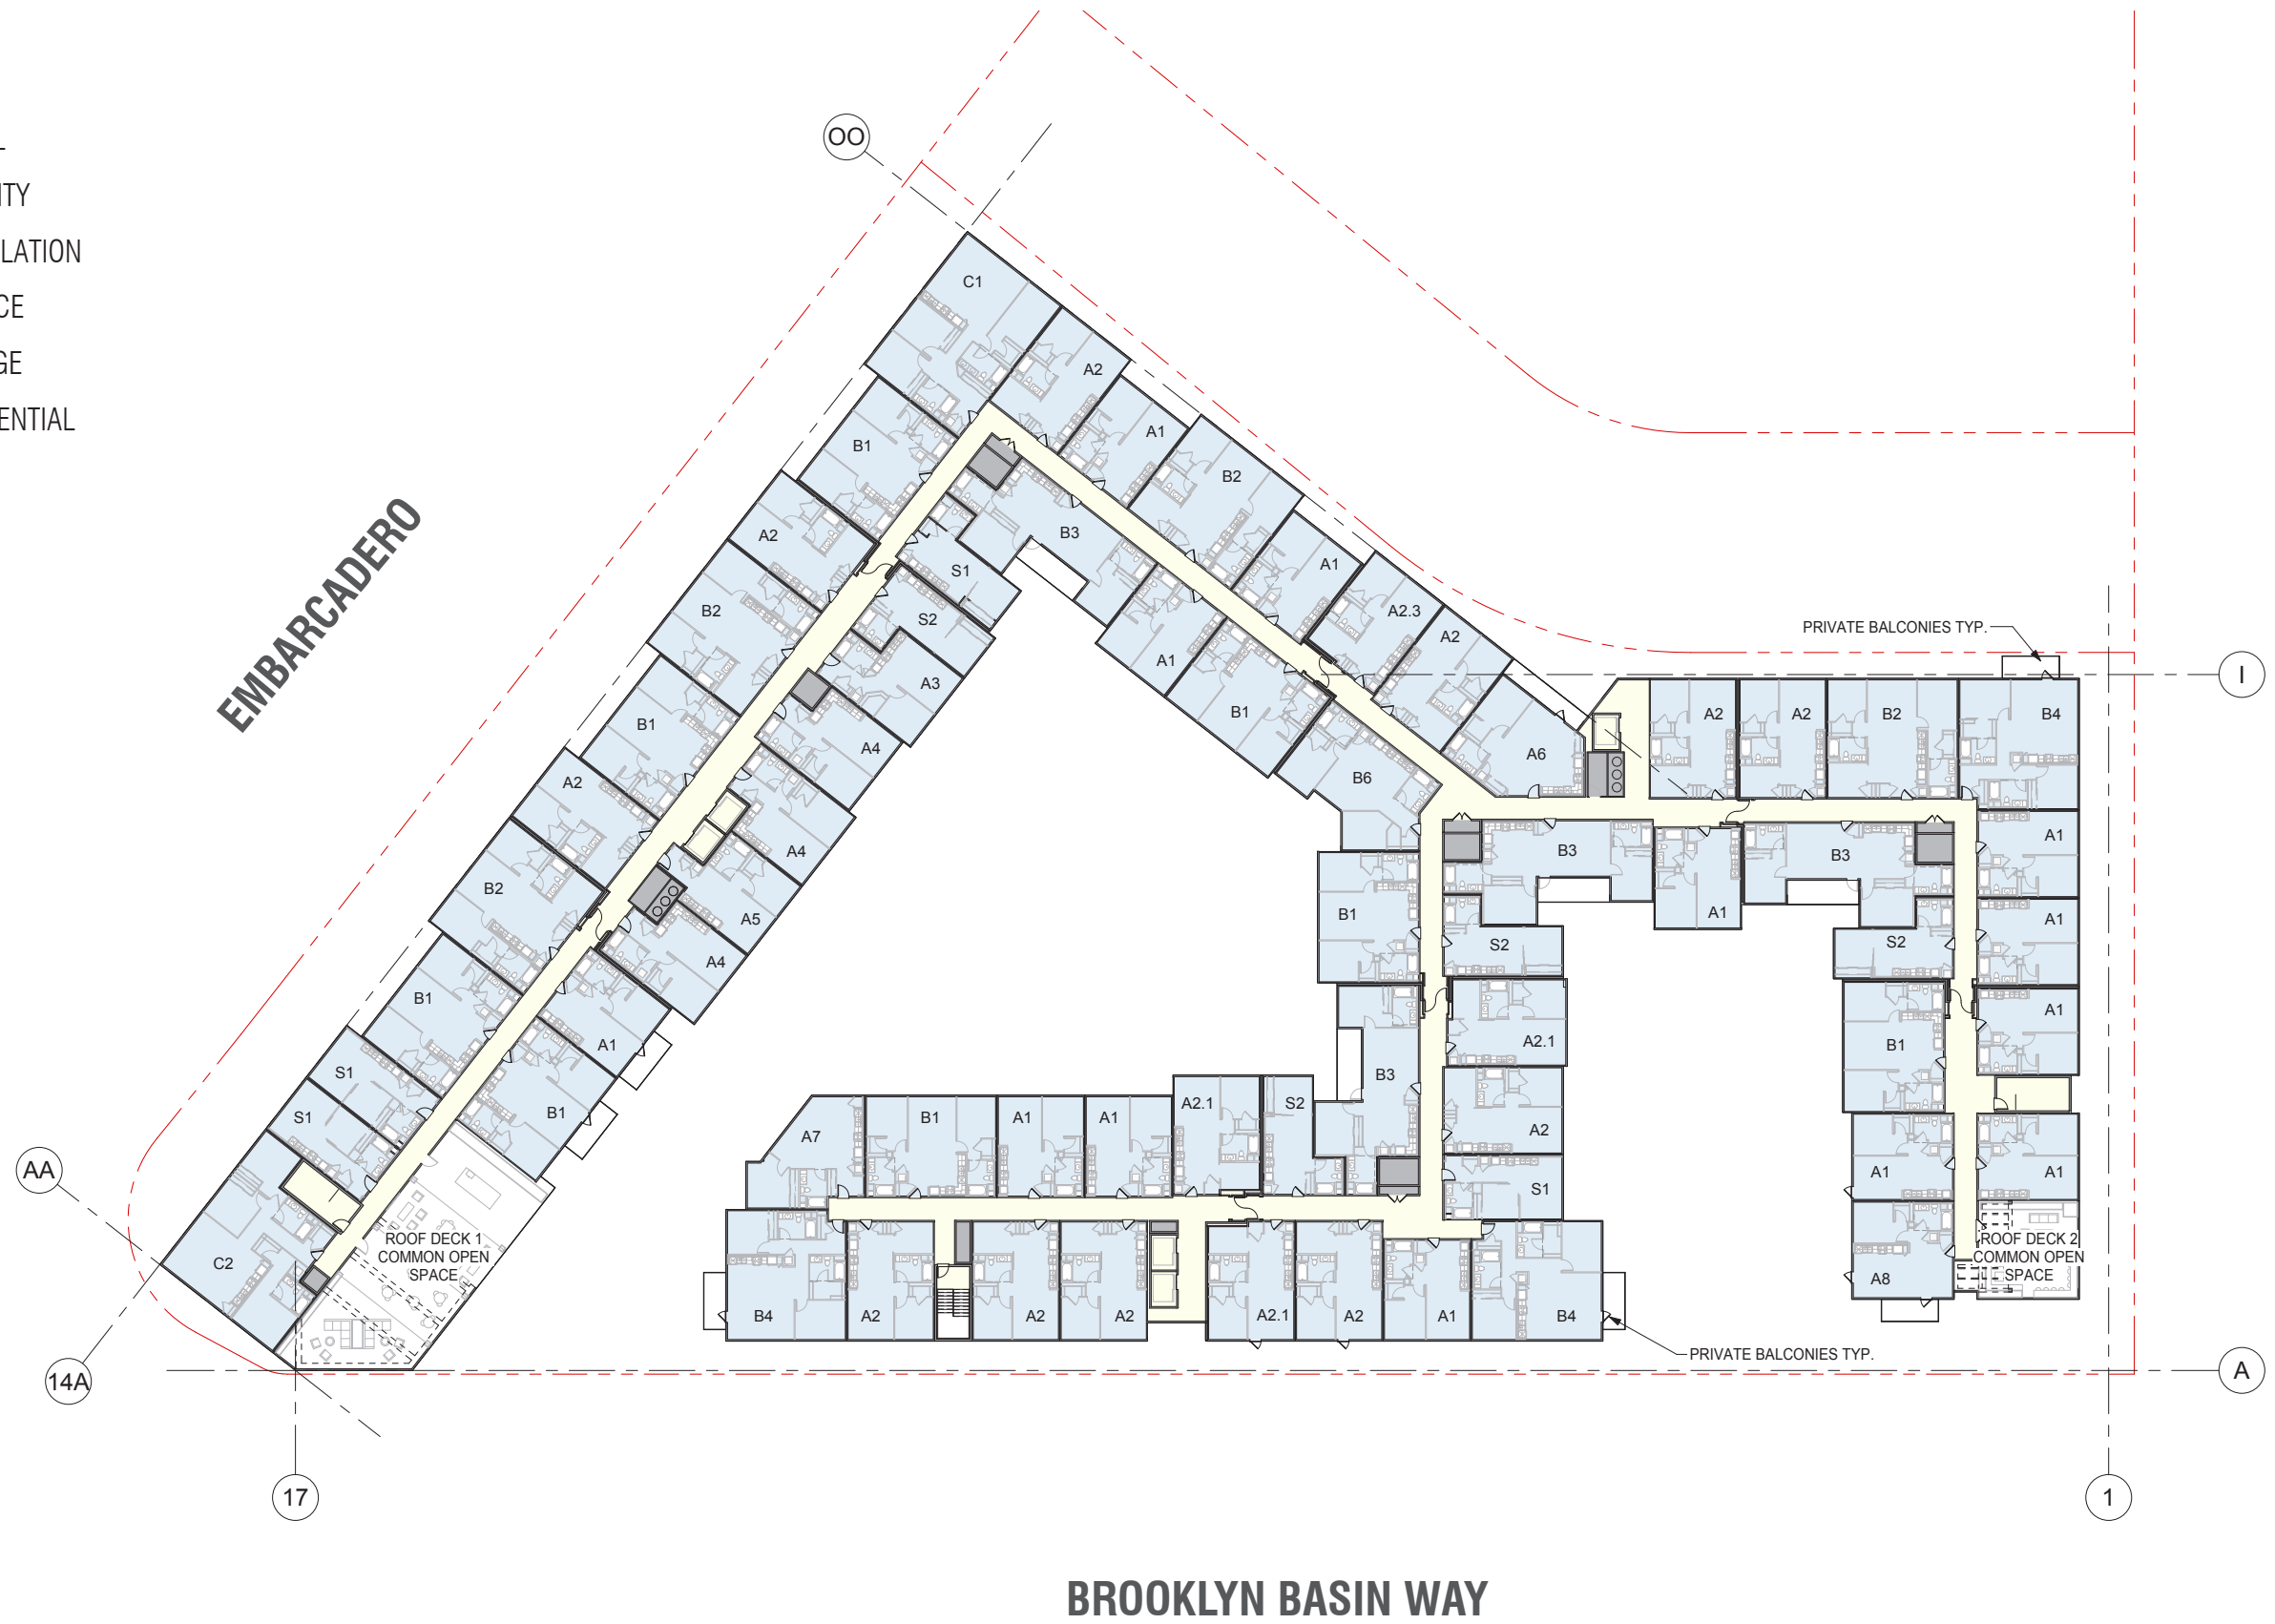 ITY
LATION
CE
GE
ENTIAL
OO
C1
A2
A1
B1
B2
A2
B3
A1
S1
A2.3
B2
S2
A2
A1
PRIVATE BALCONIES TYP.
A3
I
B1
B1
A2
A2
B2
B4
A4
A6
B6
A2
A1
B3
B3
A4
B2
B1
A1
A5
A1
S2
S2
A4
B1
A1
B1
A2.1
A1
S1
B3
A2.1
S2
B1
S1
A7
B1
A1
A1
A2
AA
A1
A1
S1
ROOF DECK 1
COMMON OPEN
SPACE
ROOF DECK 2
COMMON OPEN
SPACE
C2
A8
B4
A2
A2
A2
A2.1
A2
A1
B4
PRIVATE BALCONIES TYP.
14A
A
17
1
EMBARCADERO
BROOKLYN BASIN WAY